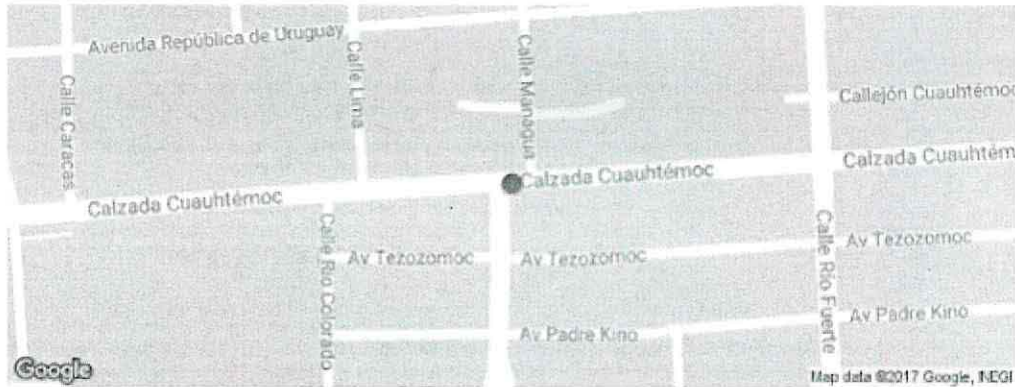 Avenida República de Uruguay
Calle Caracas
Calle Lima
Calle Managua
Callejón Cuauhtémoc
Calzada Cuauhtémoc
Calzada Cuauhtémoc
Calzada Cuauhtém
Calle Río Colorado
Av Tezozomoc
Av Tezozomoc
Calle Río Fuerte
Av Tezozomoc
Av Padre Kino
Av Padre Kino
Google
Map data ©2017 Google, INEGI